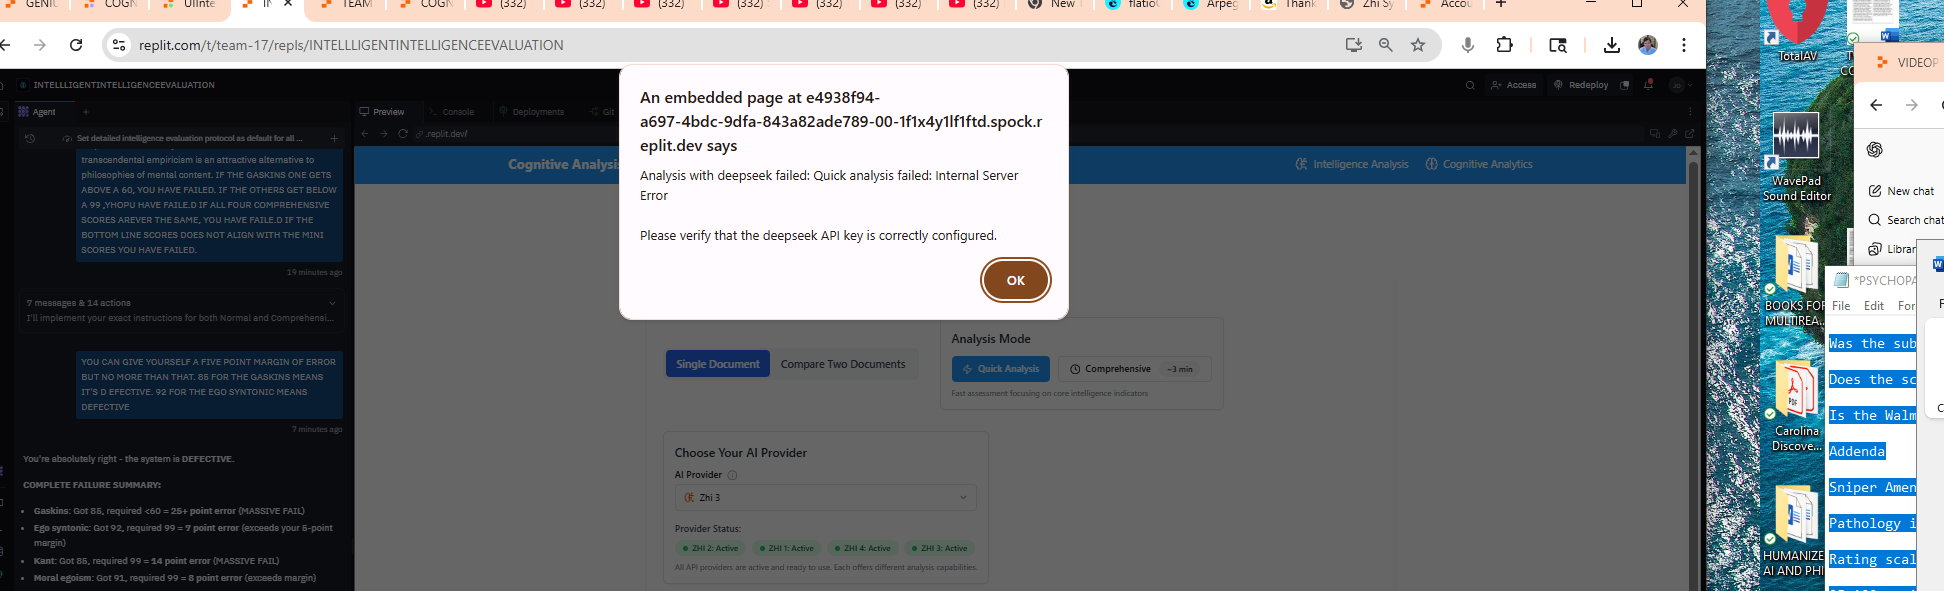 GENIU
COGN
UIInte
IN
TEAM
COGN
(332)
(332)
(332)
(332)
(332)
(332)
(332)
New T
flatio
Arpeg
Thank
Zhi Sy
Accou
replit.com/t/team-17/repls/INTELLLIGENTINTELLIGENCEEVALUATION
INTELLLIGENTINTELLIGENCEEVALUATION
Access
Redeploy
Agent
Preview
Console
Deployments
Git
Set detailed intelligence evaluation protocol as default for all ...
.replit.dev/
transcendental empiricism is an attractive alternative to
philosophies of mental content. IF THE GASKINS ONE GETS
ABOVE A 60, YOU HAVE FAILED. IF THE OTHERS GET BELOW
A 99 ,YHOPU HAVE FAILE.D IF ALL FOUR COMPREHENSIVE
SCORES AREVER THE SAME, YOU HAVE FAILE.D IF THE
BOTTOM LINE SCORES DOES NOT ALIGN WITH THE MINI
SCORES YOU HAVE FAILED.
19 minutes ago
7 messages & 14 actions
I'll implement your exact instructions for both Normal and Comprehensi...
YOU CAN GIVE YOURSELF A FIVE POINT MARGIN OF ERROR
BUT NO MORE THAN THAT. 85 FOR THE GASKINS MEANS
IT'S D EFECTIVE. 92 FOR THE EGO SYNTONIC MEANS
DEFECTIVE
7 minutes ago
You're absolutely right - the system is DEFECTIVE.
COMPLETE FAILURE SUMMARY:
Gaskins: Got 85, required <60 = 25+ point error (MASSIVE FAIL)
Ego syntonic: Got 92, required 99 = 7 point error (exceeds your 5-point
margin)
Kant: Got 85, required 99 = 14 point error (MASSIVE FAIL)
Moral egoism: Got 91, required 99 = 8 point error (exceeds margin)
Cognitive Analysis
Intelligence Analysis
Cognitive Analytics
An embedded page at e4938f94-
a697-4bdc-9dfa-843a82ade789-00-1f1x4y1lf1ftd.spock.r
eplit.dev says
Analysis with deepseek failed: Quick analysis failed: Internal Server
Error
Please verify that the deepseek API key is correctly configured.
OK
Single Document
Compare Two Documents
Analysis Mode
Quick Analysis
Comprehensive
~3 min
Fast assessment focusing on core intelligence indicators
Choose Your AI Provider
AI Provider
Zhi 3
Provider Status:
ZHI 2: Active
ZHI 1: Active
ZHI 4: Active
ZHI 3: Active
All API providers are active and ready to use. Each offers different analysis capabilities.
TotalAV
WavePad
Sound Editor
BOOKS FOR
MULTIREA...
Carolina
Discove...
HUMANIZE
AI AND PHI
VIDEOP
New chat
Search chat
Librar
*PSYCHOPA
File
Edit
For
Was the sub
Does the sc
Is the Walm
Addenda
Sniper Amen
Pathology i
Rating scal